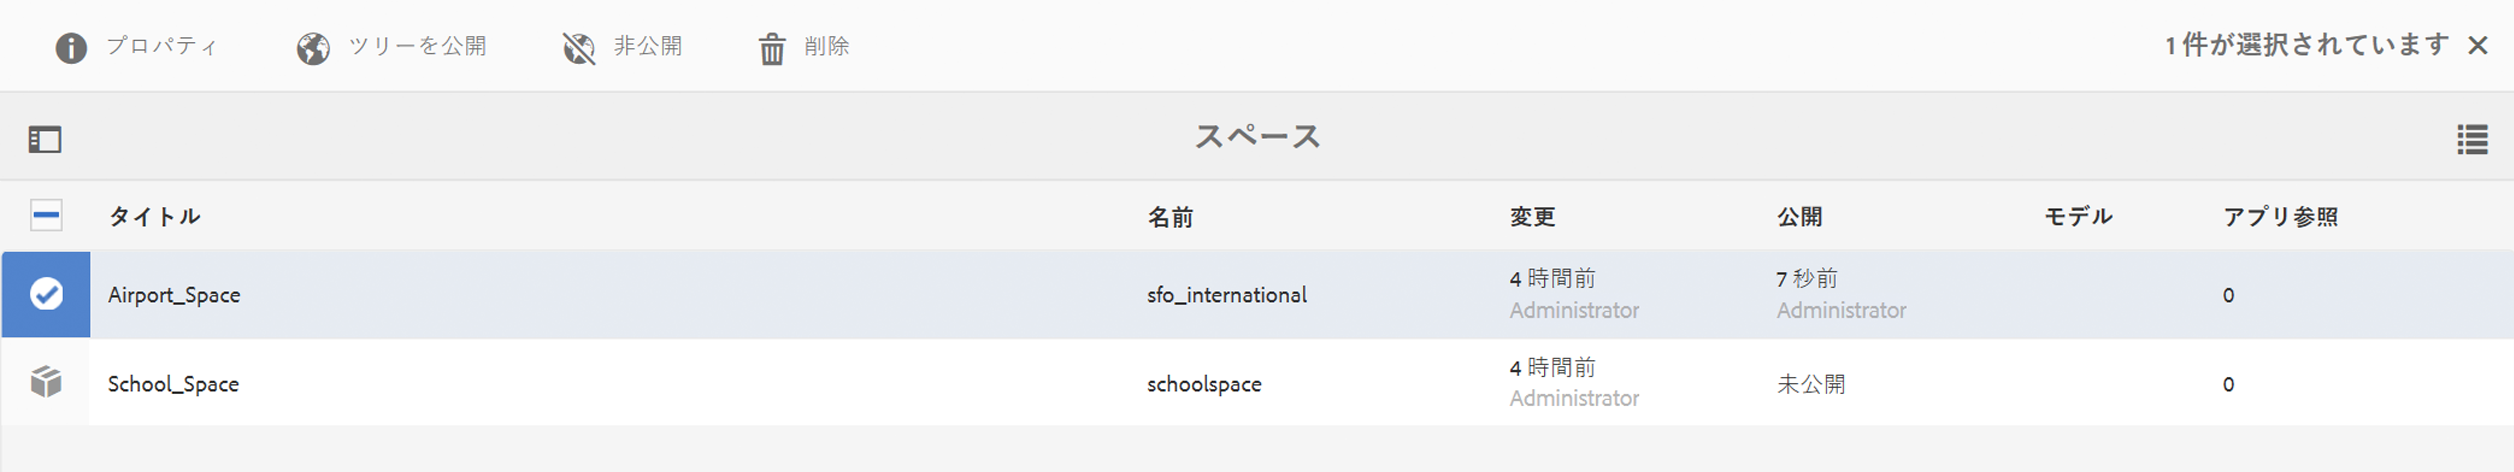 プロパティ ツリーを公開 非公開 削除 1 件が選択されています
スペース
タイトル 名前 変更 公開 モデル アプリ参照
Airport_Space sfo_international 4 時間前 7 秒前 0
Administrator Administrator
School_Space schoolspace 4 時間前 未公開 0
Administrator